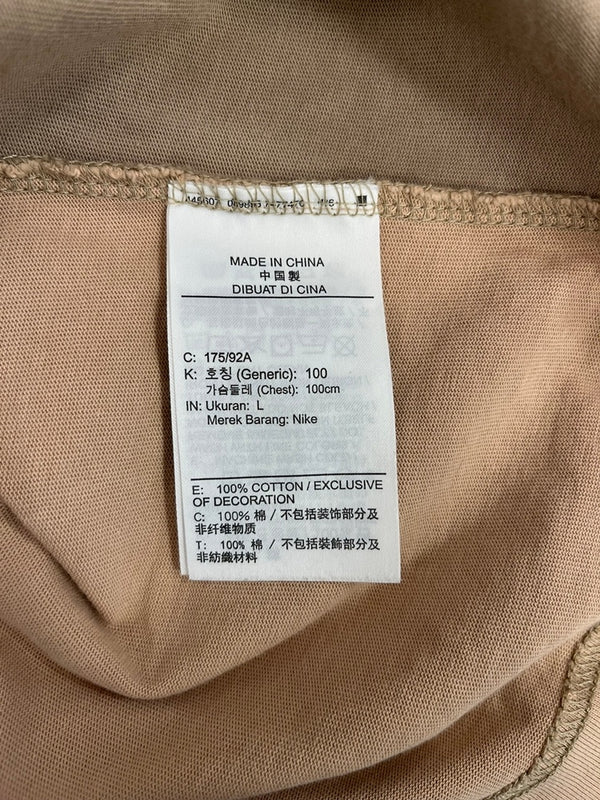 MADE IN CHINA
中国製
DIBUAT DI CINA
C: 175/92A
K: 호칭 (Generic): 100
가슴둘레 (Chest): 100cm
IN: Ukuran: L
Merek Barang: Nike
E: 100% COTTON / EXCLUSIVE
OF DECORATION
C: 100% 棉 / 不包括装饰部分及
非纤维物质
T: 100% 棉 / 不包括裝飾部分及
非紡織材料